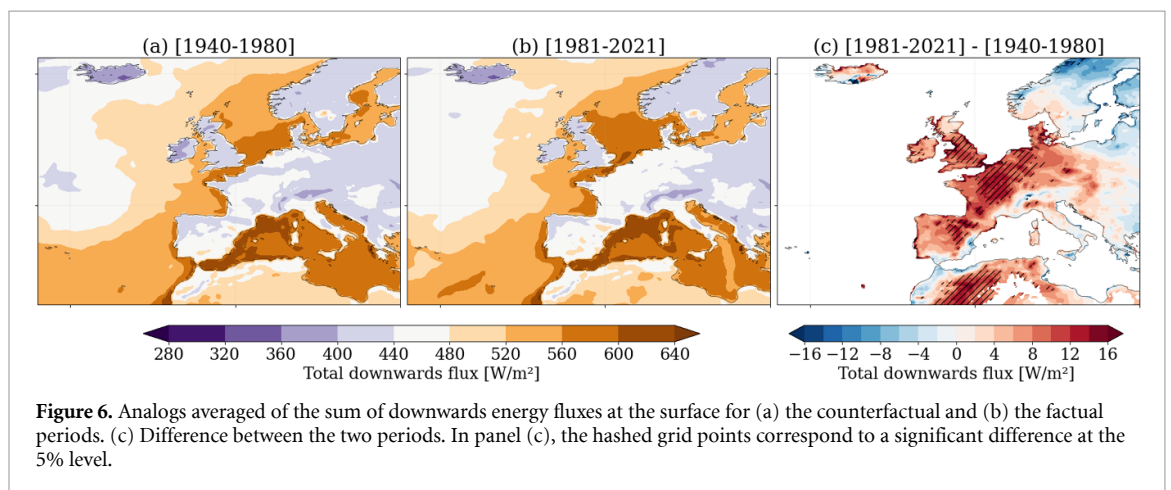 (a) [1940-1980]
(b) [1981-2021]
(c) [1981-2021] - [1940-1980]
280 320 360 400 440 480 520 560 600 640
Total downwards flux [W/m²]
−16 −12 −8 −4 0 4 8 12 16
Total downwards flux [W/m²]
Figure 6. Analogs averaged of the sum of downwards energy fluxes at the surface for (a) the counterfactual and (b) the factual
periods. (c) Difference between the two periods. In panel (c), the hashed grid points correspond to a significant difference at the
5% level.